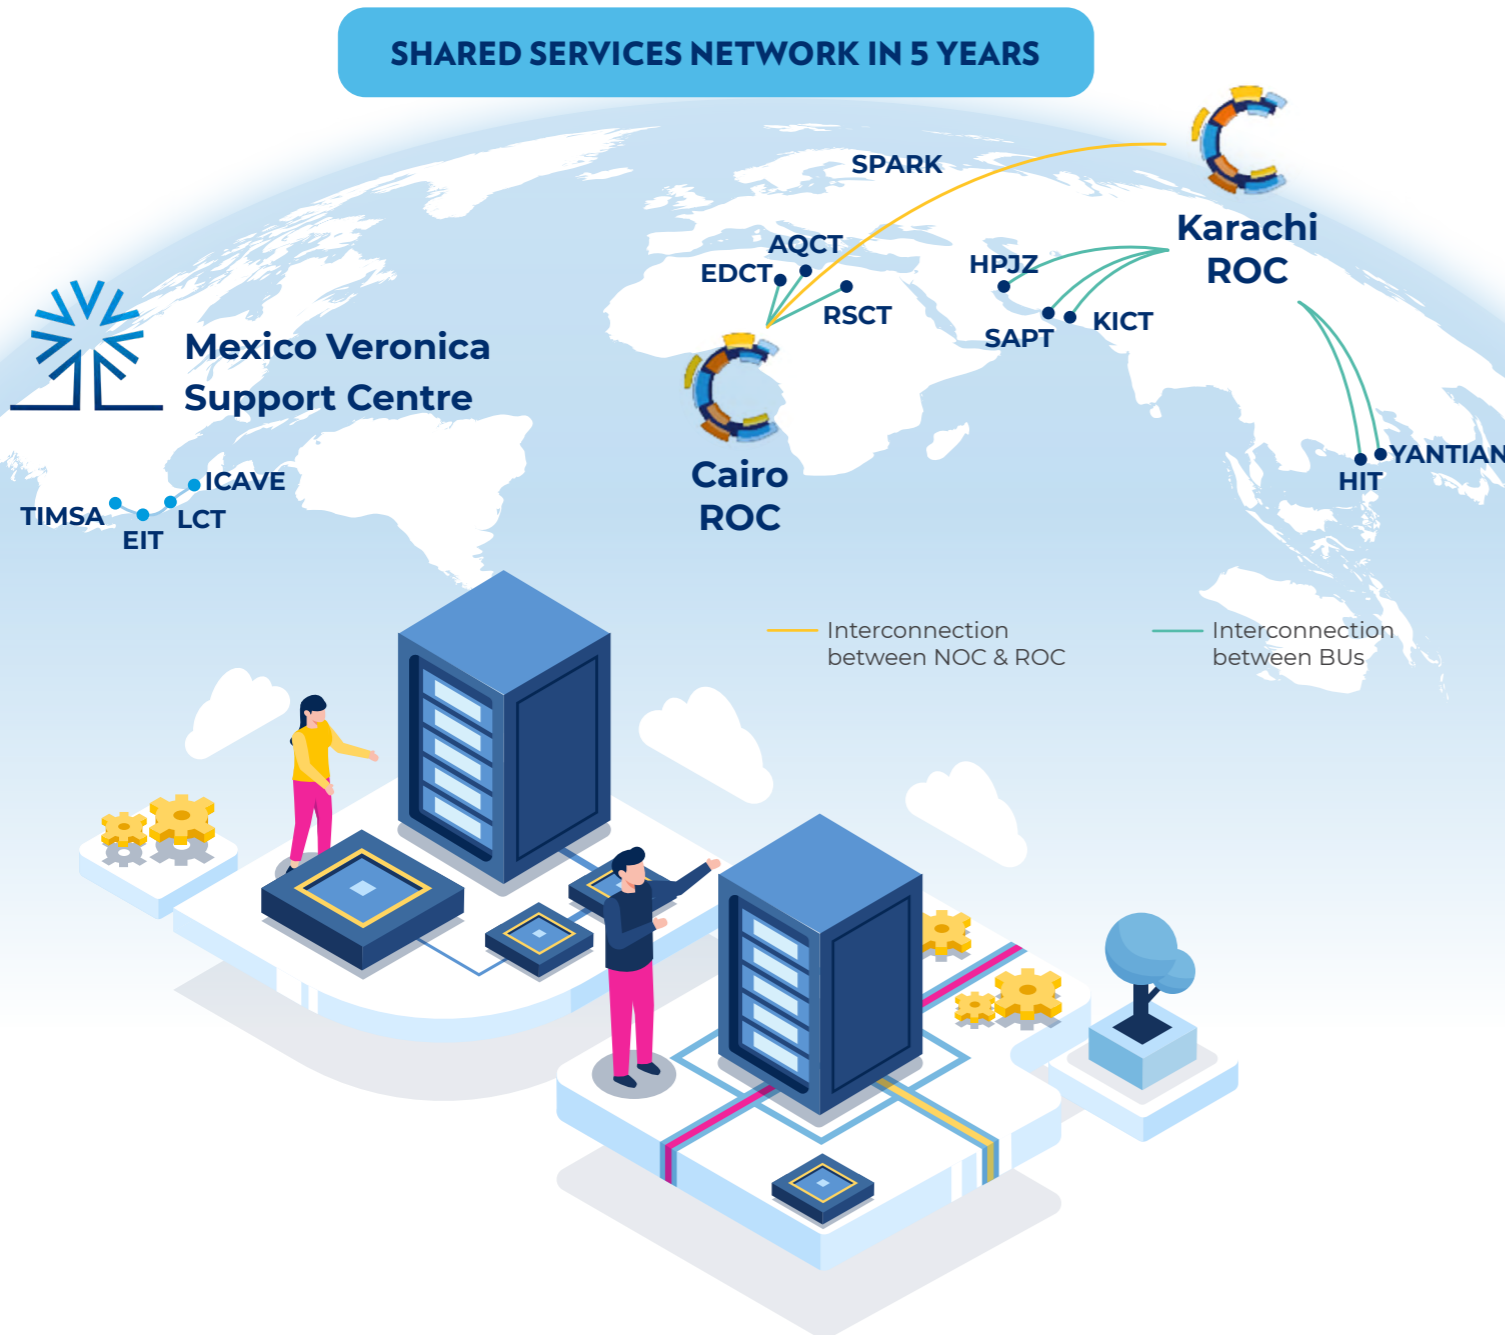 SHARED SERVICES NETWORK IN 5 YEARS
SPARK
Karachi
ROC
AQCT
EDCT
RSCT
HPJZ
SAPT
KICT
Mexico Veronica
Support Centre
ICAVE
TIMSA
LCT
EIT
Cairo
ROC
YANTIAN
HIT
Interconnection
between NOC & ROC
Interconnection
between BUs